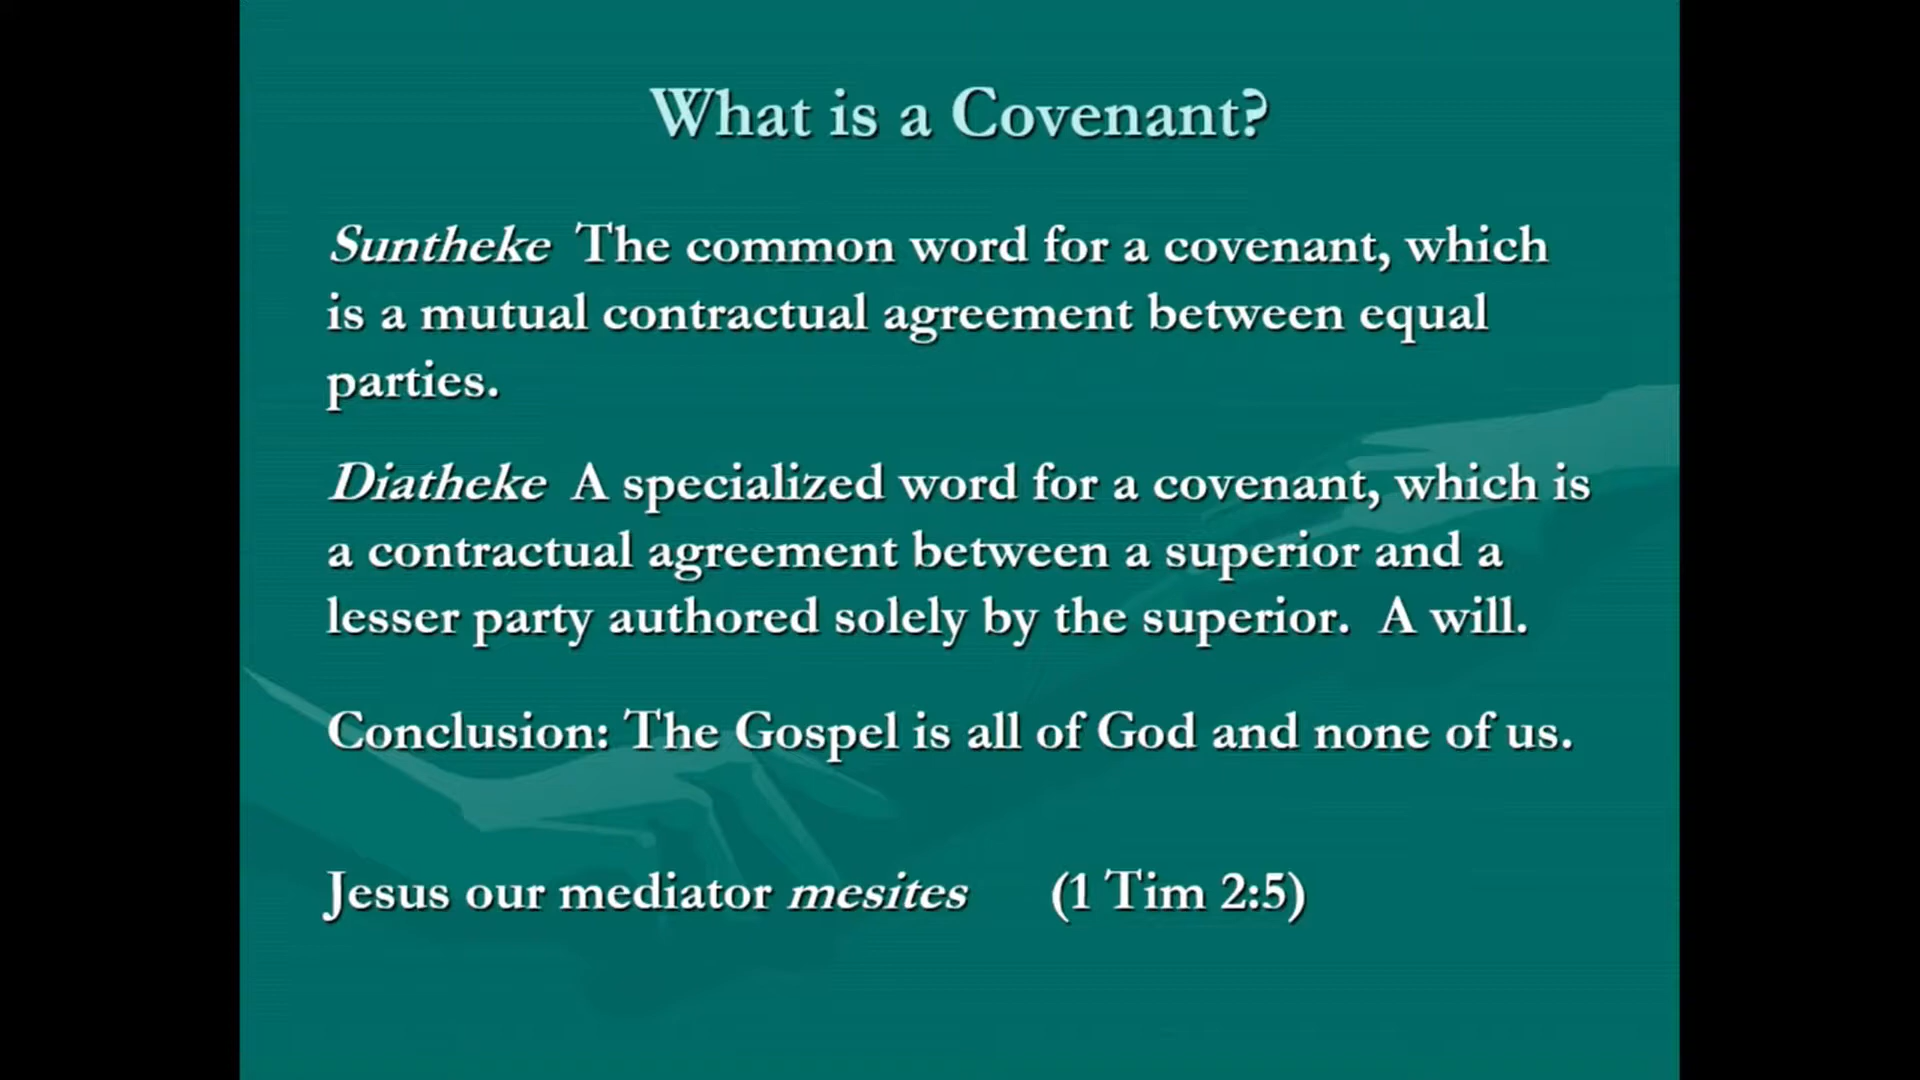 What is a Covenant?
Suntheke The common word for a covenant, which
is a mutual contractual agreement between equal
parties.
Diatheke A specialized word for a covenant, which is
a contractual agreement between a superior and a
lesser party authored solely by the superior. A will.
Conclusion: The Gospel is all of God and none of us.
Jesus our mediator mesites (1 Tim 2:5)